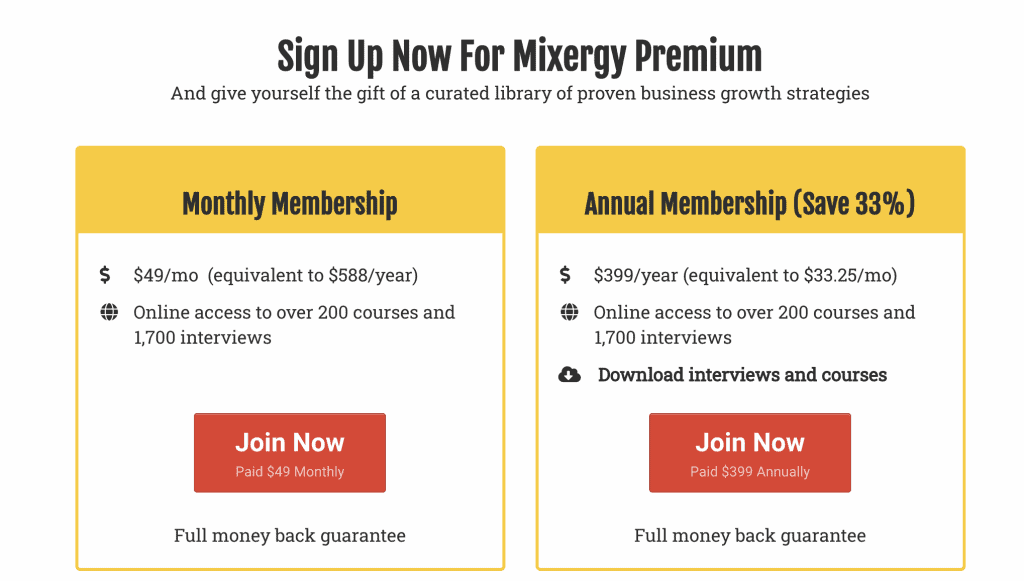 Sign Up Now For Mixergy Premium
And give yourself the gift of a curated library of proven business growth strategies
Monthly Membership
$ $49/mo (equivalent to $588/year)
Online access to over 200 courses and
1,700 interviews
Join Now
Paid $49 Monthly
Full money back guarantee
Annual Membership (Save 33%)
$ $399/year (equivalent to $33.25/mo)
Online access to over 200 courses and
1,700 interviews
Download interviews and courses
Join Now
Paid $399 Annually
Full money back guarantee